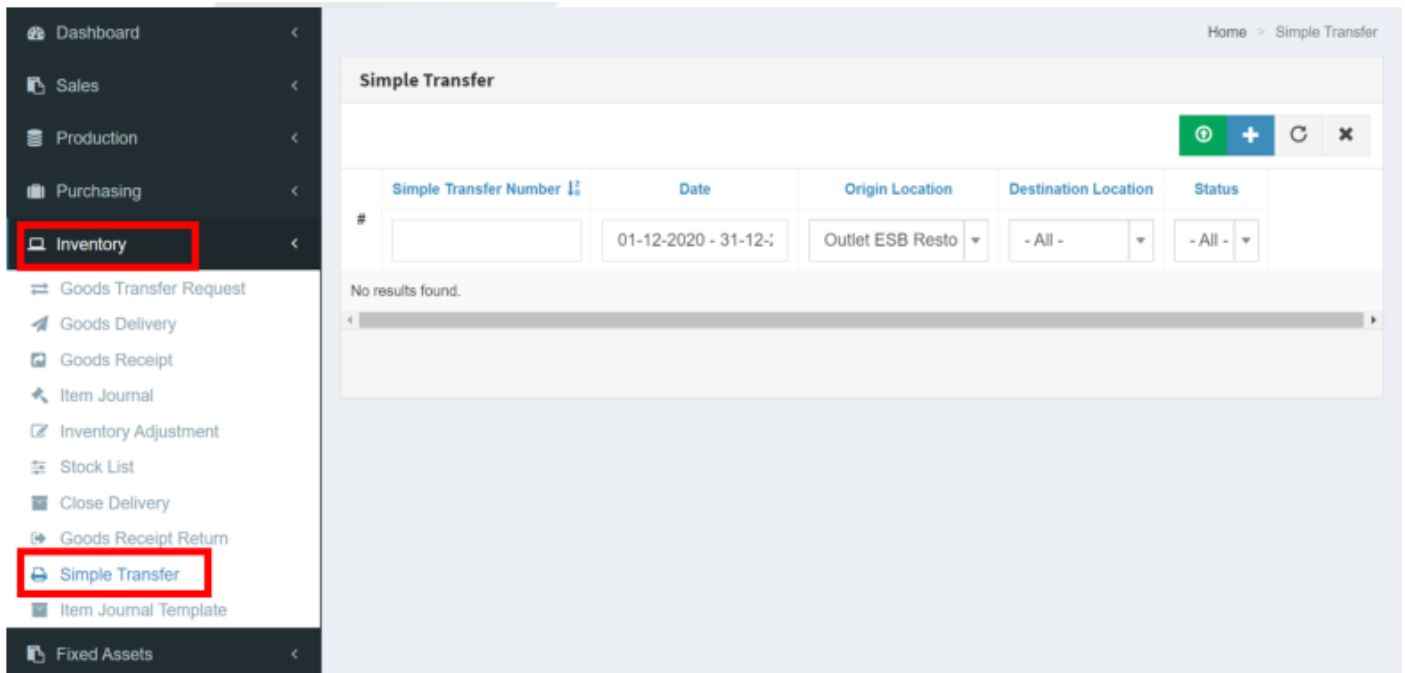 Dashboard
Sales
Production
Purchasing
Inventory
Goods Transfer Request
Goods Delivery
Goods Receipt
Item Journal
Inventory Adjustment
Stock List
Close Delivery
Goods Receipt Return
Simple Transfer
Item Journal Template
Fixed Assets
Home > Simple Transfer
Simple Transfer
# Simple Transfer Number Date Origin Location Destination Location Status
01-12-2020 - 31-12-2 Outlet ESB Resto - All - - All -
No results found.